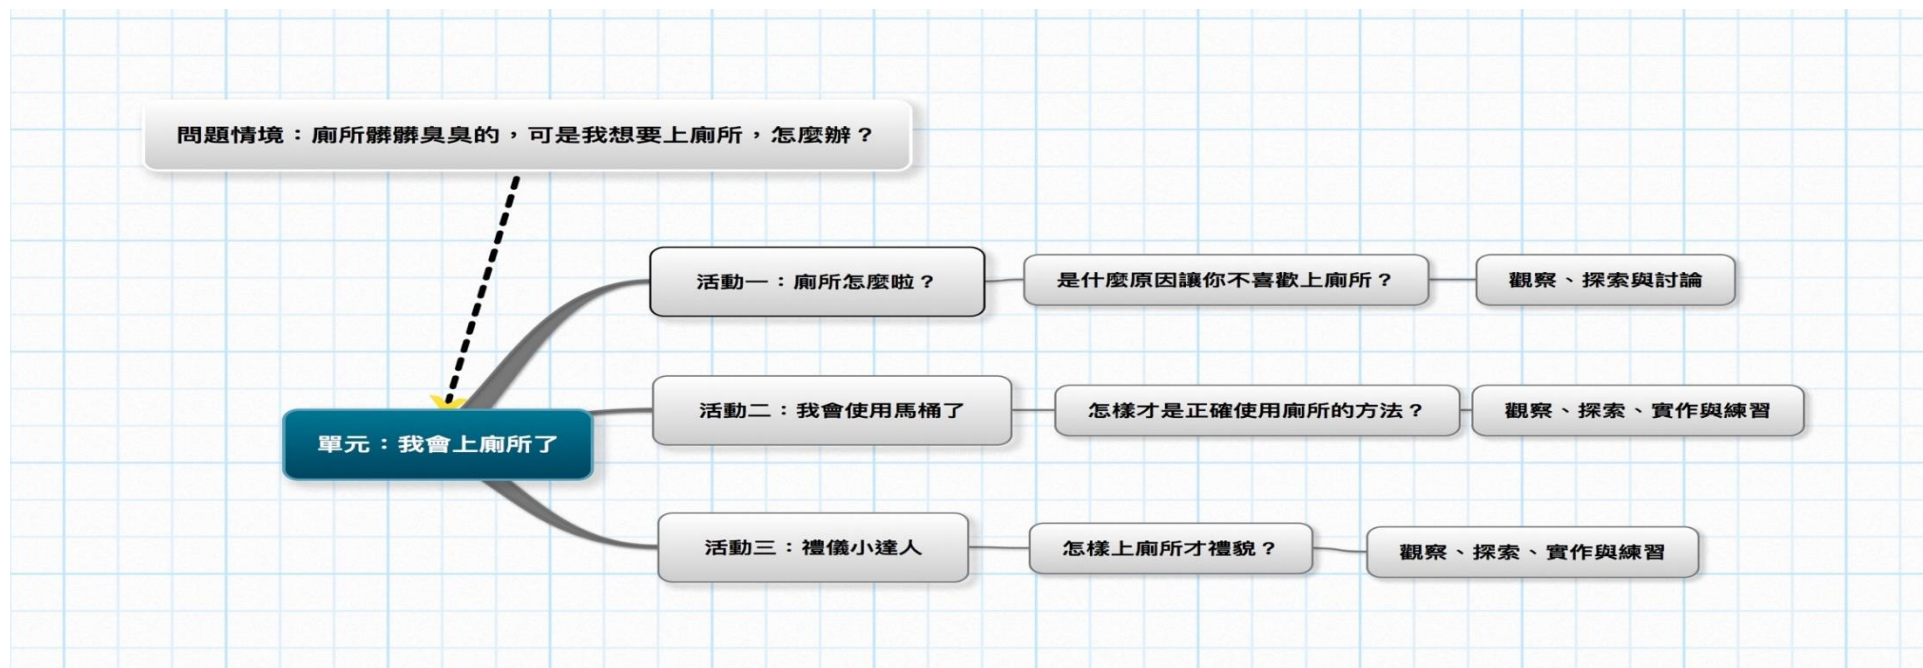 問題情境：廁所髒髒臭臭的，可是我想要上廁所，怎麼辦？
活動一：廁所怎麼啦？
是什麼原因讓你不喜歡上廁所？
觀察、探索與討論
單元：我會上廁所了
活動二：我會使用馬桶了
怎樣才是正確使用廁所的方法？
觀察、探索、實作與練習
活動三：禮儀小達人
怎樣上廁所才禮貌？
觀察、探索、實作與練習